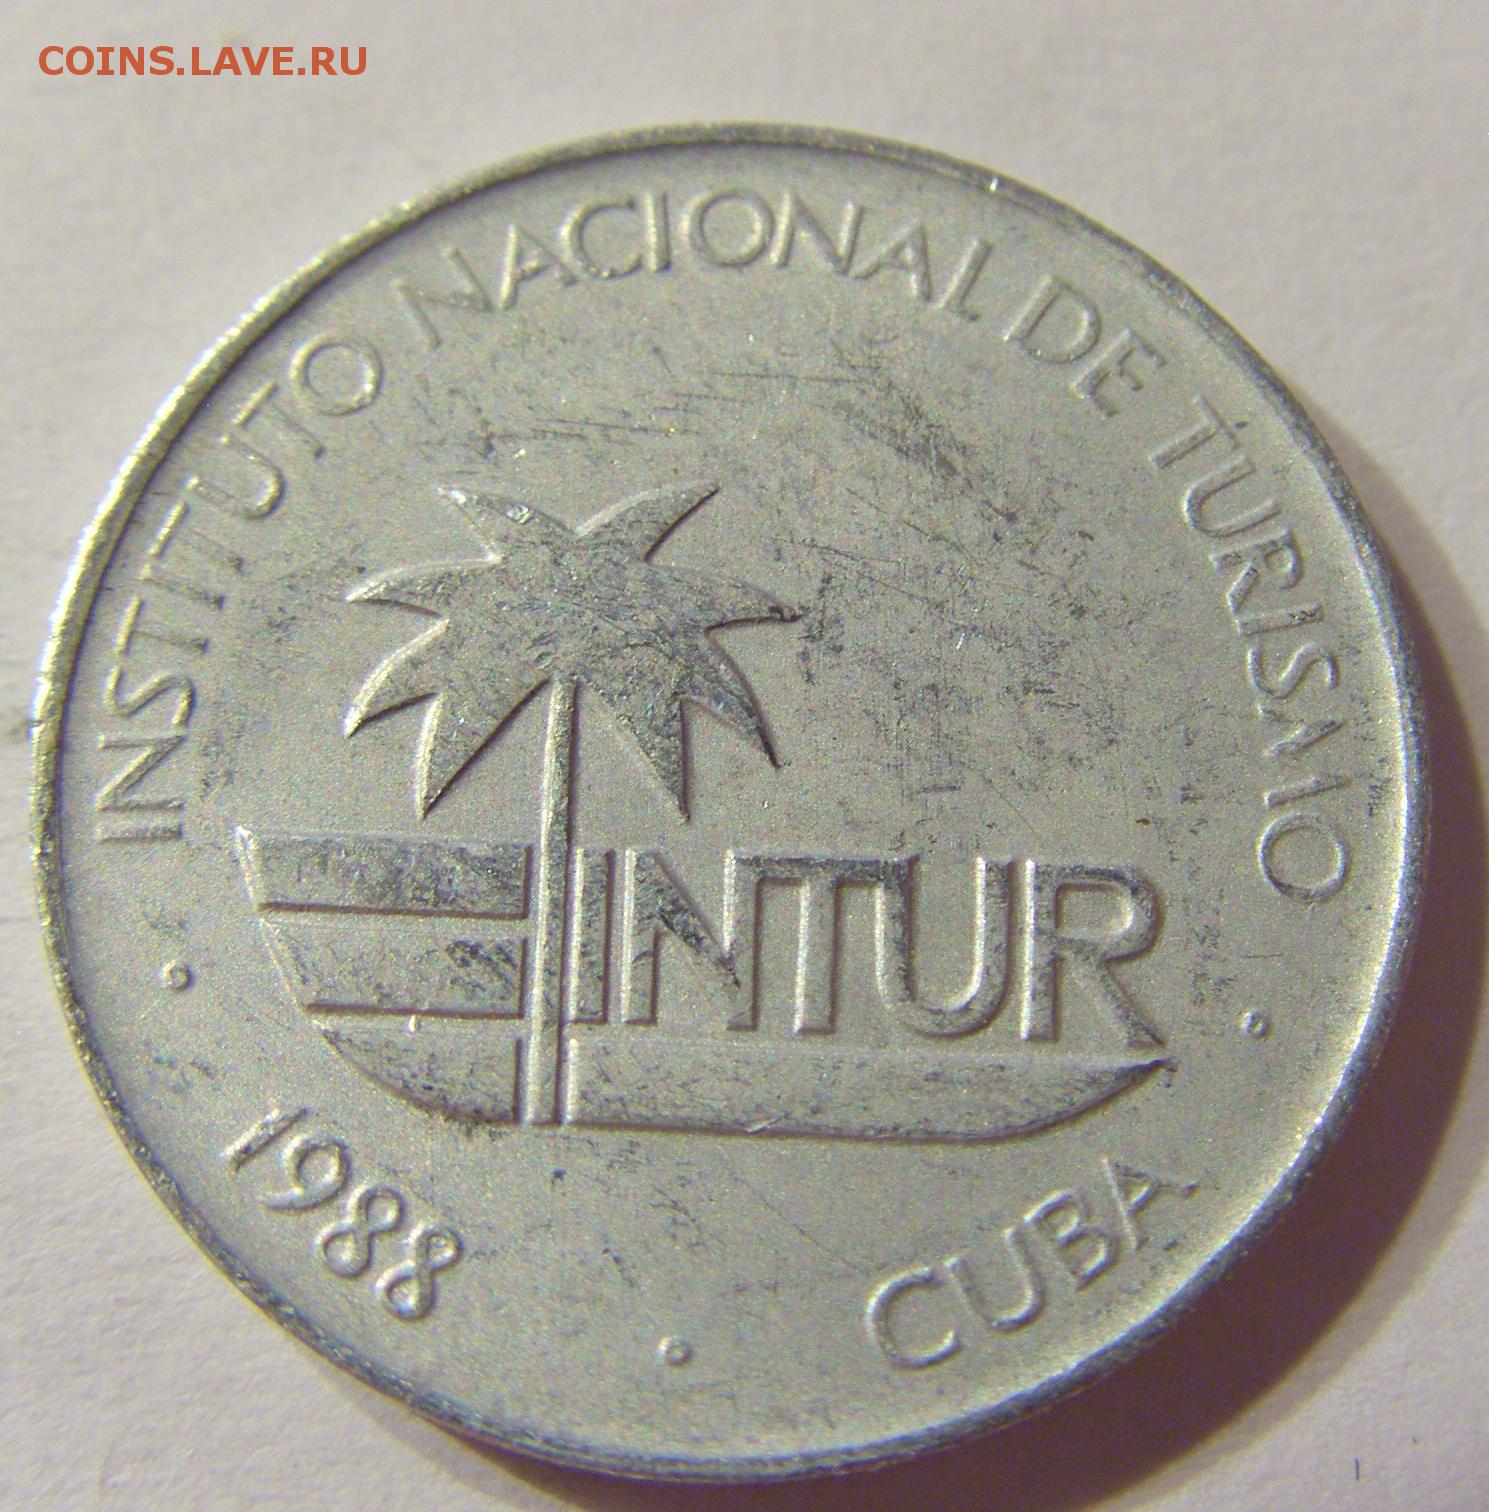 COINS.LAVE.RU
INSTITUTO NACIONAL DE TURISMO
INTUR
1988
CUBA